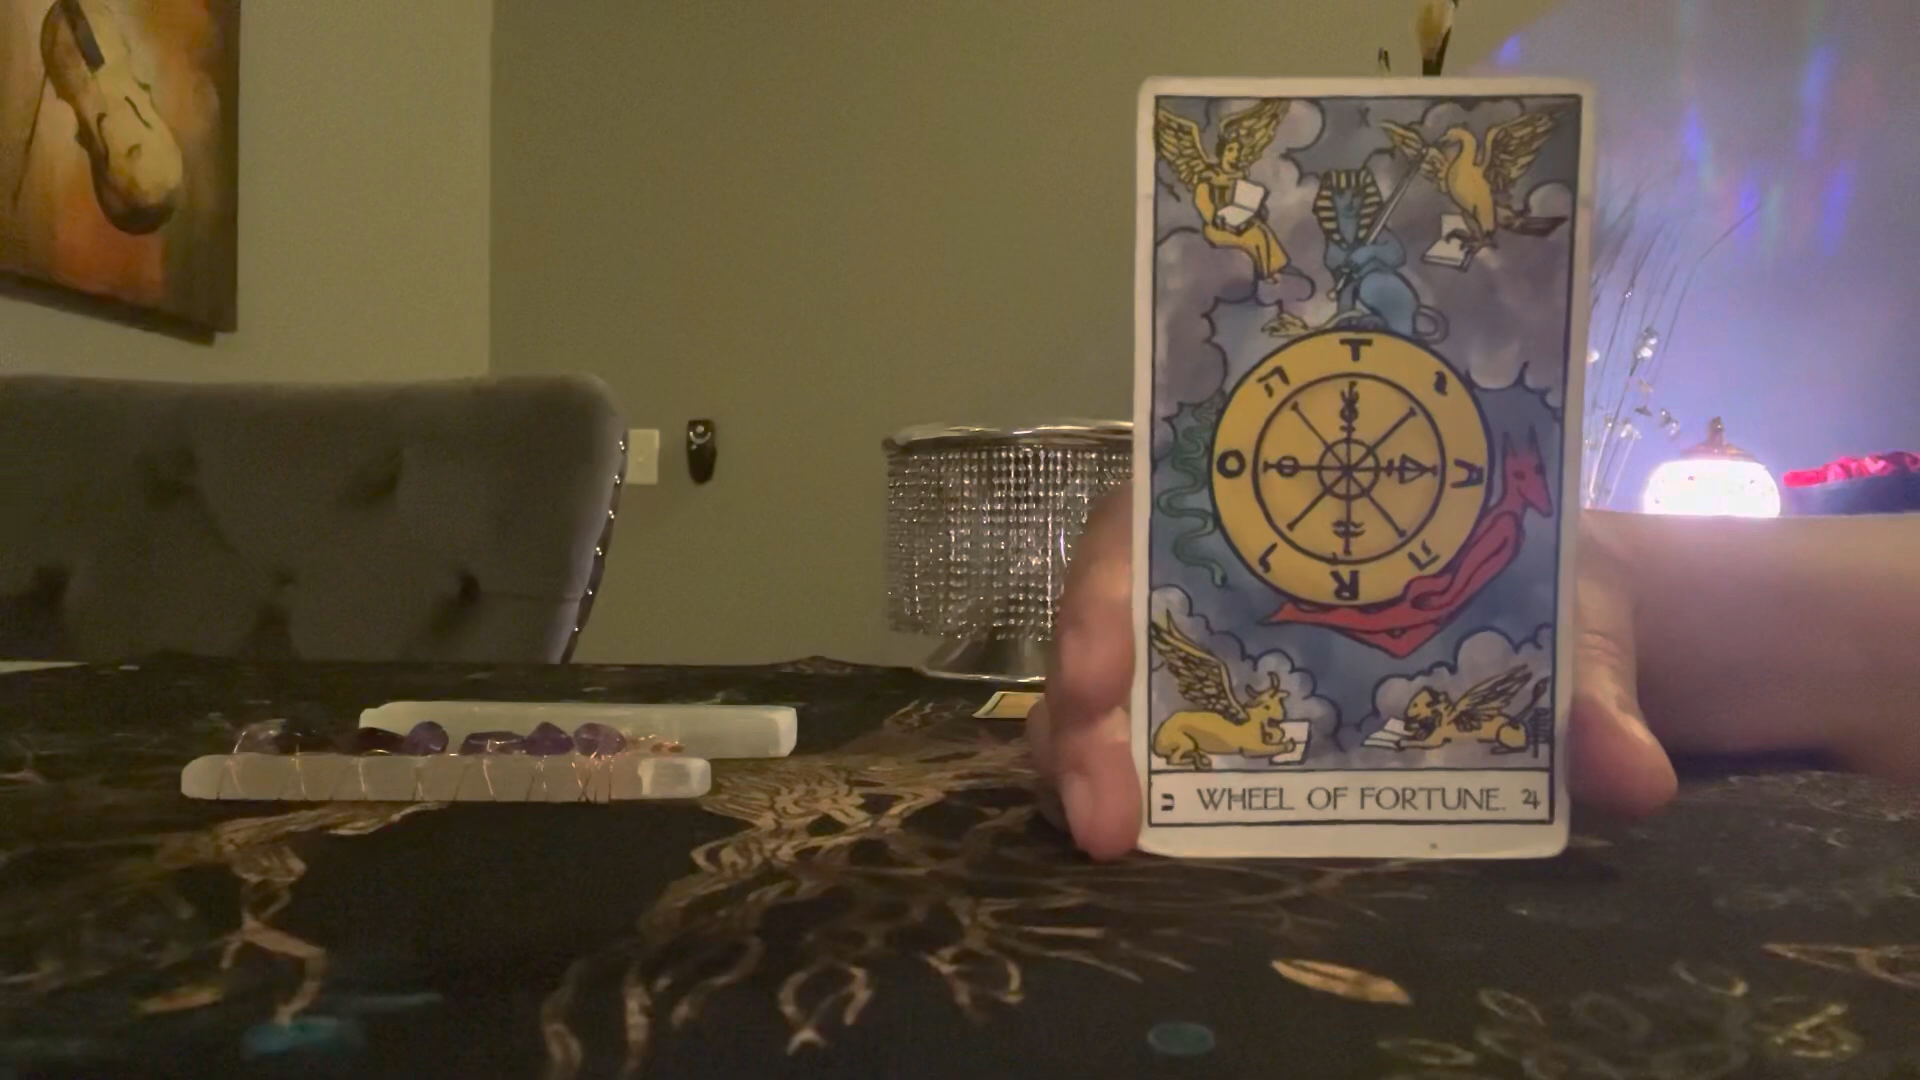 X
T
ה י
O A
ו ה
R
כ WHEEL OF FORTUNE. ♃